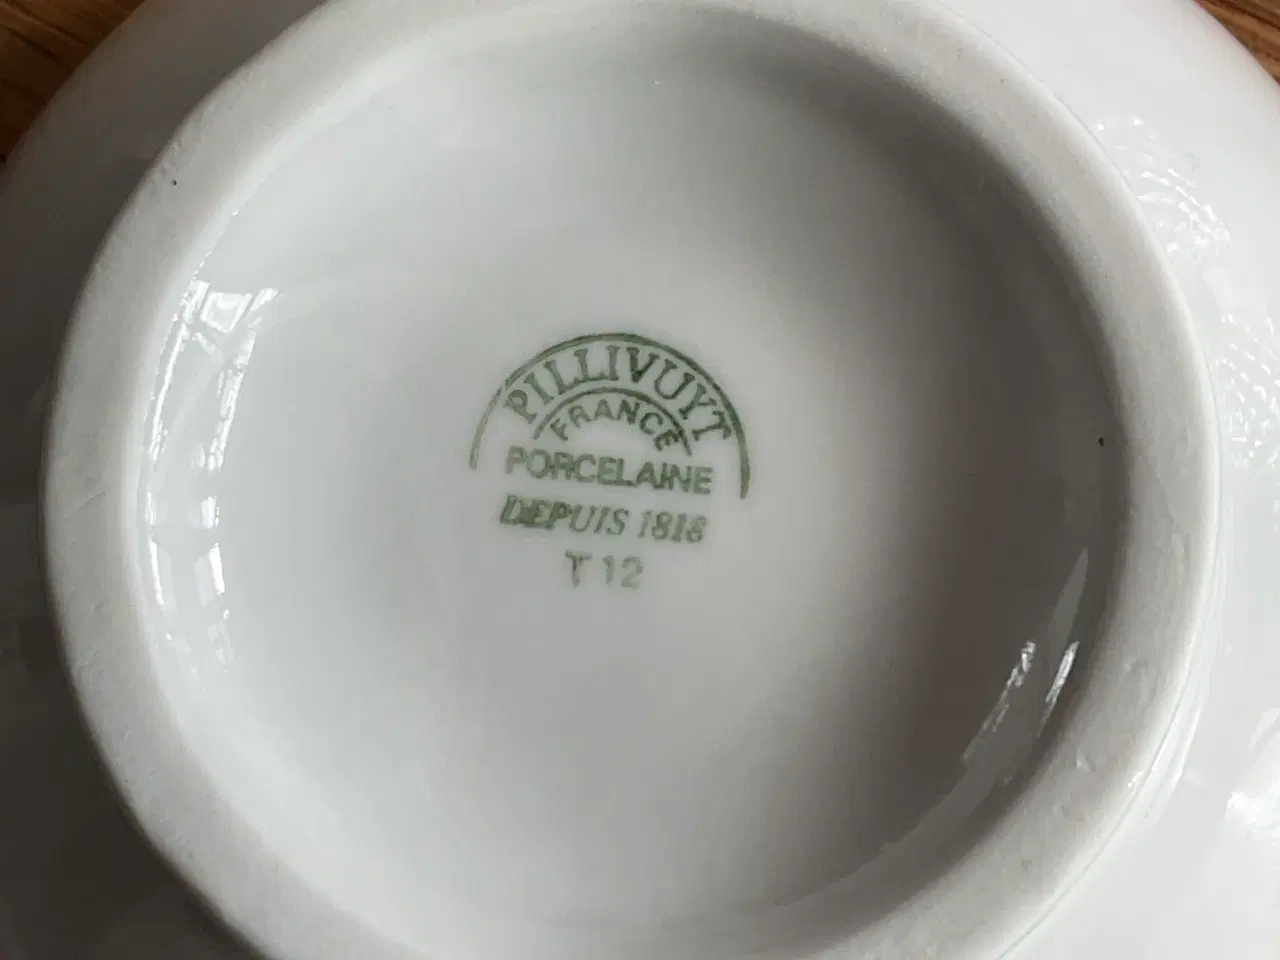 PILLIVUYT
FRANCE
PORCELAINE
DEPUIS 1818
T 12